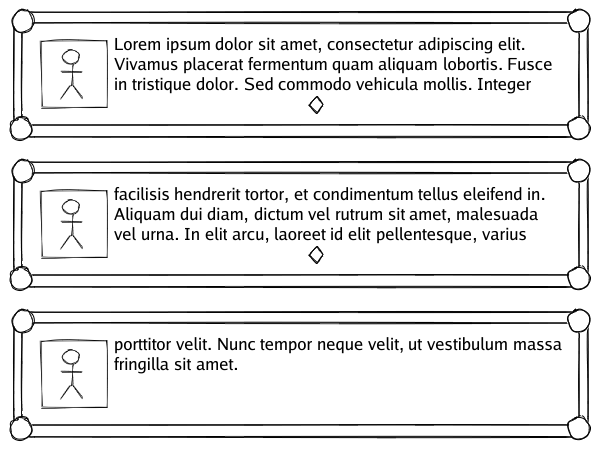 Lorem ipsum dolor sit amet, consectetur adipiscing elit.
Vivamus placerat fermentum quam aliquam lobortis. Fusce
in tristique dolor. Sed commodo vehicula mollis. Integer
facilisis hendrerit tortor, et condimentum tellus eleifend in.
Aliquam dui diam, dictum vel rutrum sit amet, malesuada
vel urna. In elit arcu, laoreet id elit pellentesque, varius
porttitor velit. Nunc tempor neque velit, ut vestibulum massa
fringilla sit amet.